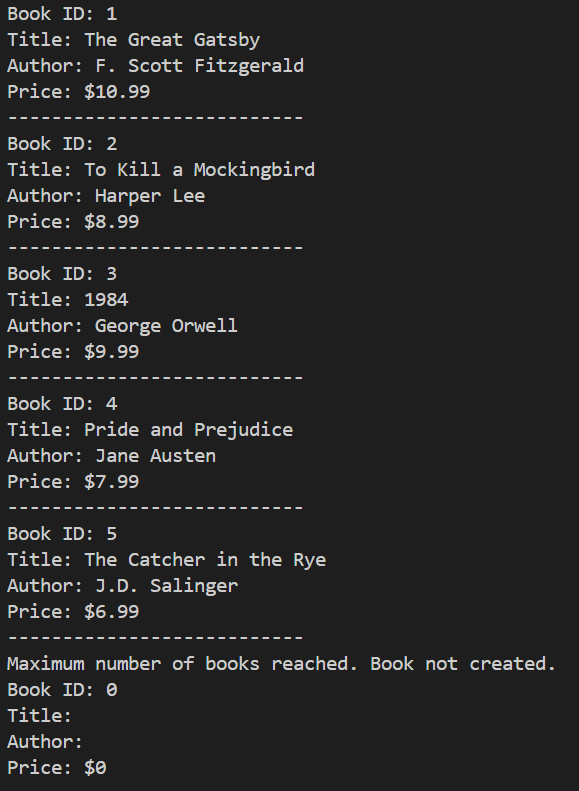 Book ID: 1
Title: The Great Gatsby
Author: F. Scott Fitzgerald
Price: $10.99
---------------------------
Book ID: 2
Title: To Kill a Mockingbird
Author: Harper Lee
Price: $8.99
---------------------------
Book ID: 3
Title: 1984
Author: George Orwell
Price: $9.99
---------------------------
Book ID: 4
Title: Pride and Prejudice
Author: Jane Austen
Price: $7.99
---------------------------
Book ID: 5
Title: The Catcher in the Rye
Author: J.D. Salinger
Price: $6.99
---------------------------
Maximum number of books reached. Book not created.
Book ID: 0
Title:
Author:
Price: $0